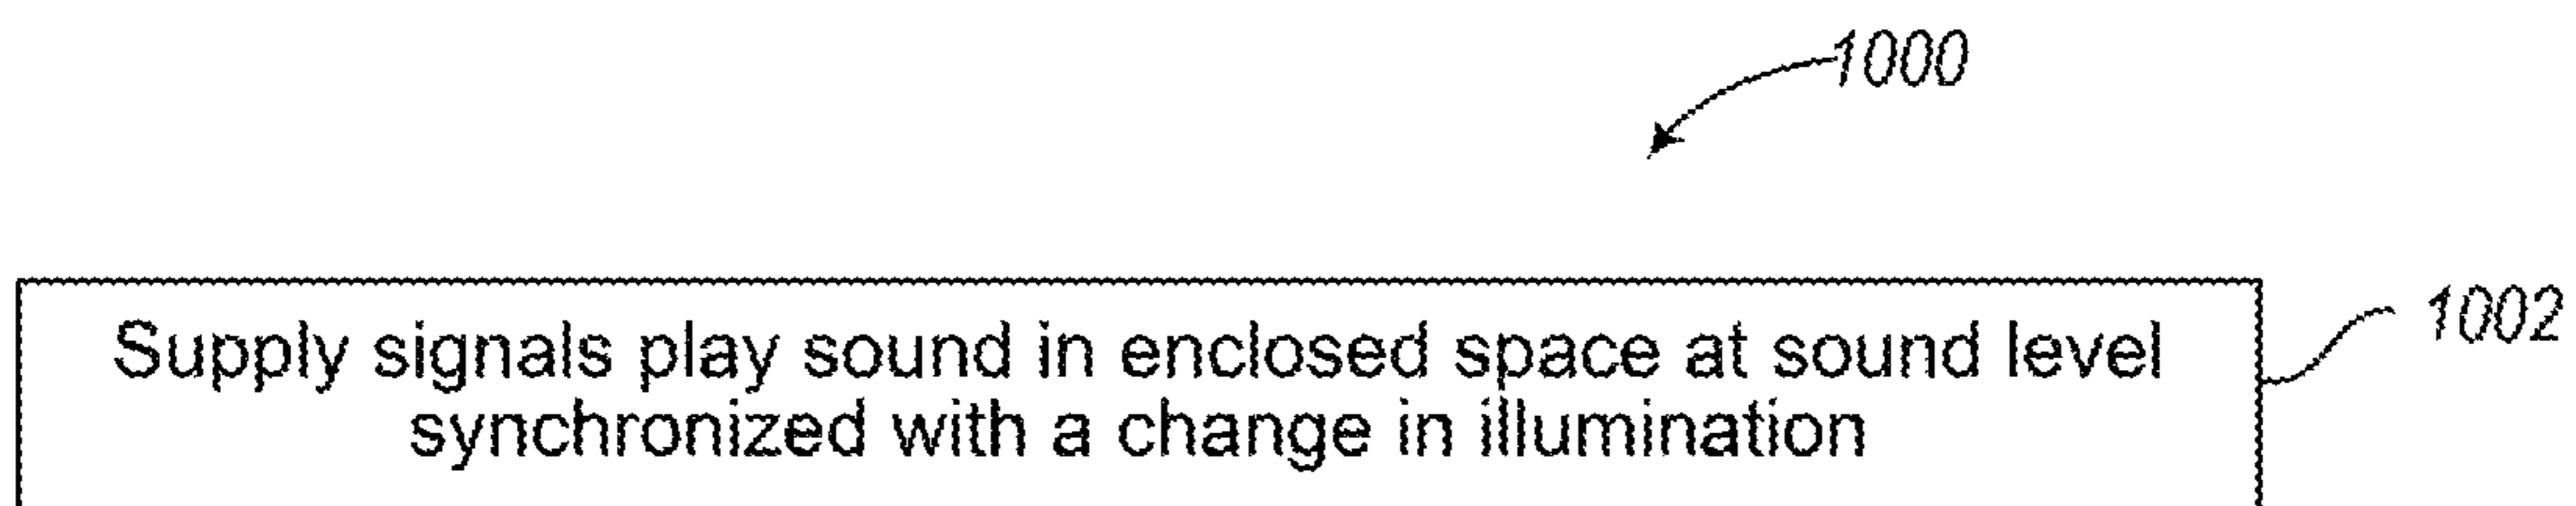 1000
Supply signals play sound in enclosed space at sound level
1002
synchronized with a change in illumination